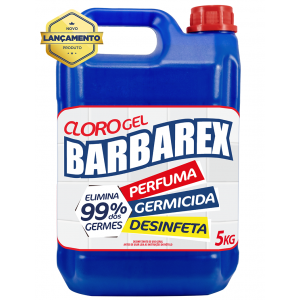 NOVO
LANÇAMENTO
PRODUTO
CLORO GEL
BARBAREX
ELIMINA
99% dos
GERMES
PERFUMA
GERMICIDA
DESINFETA
5KG